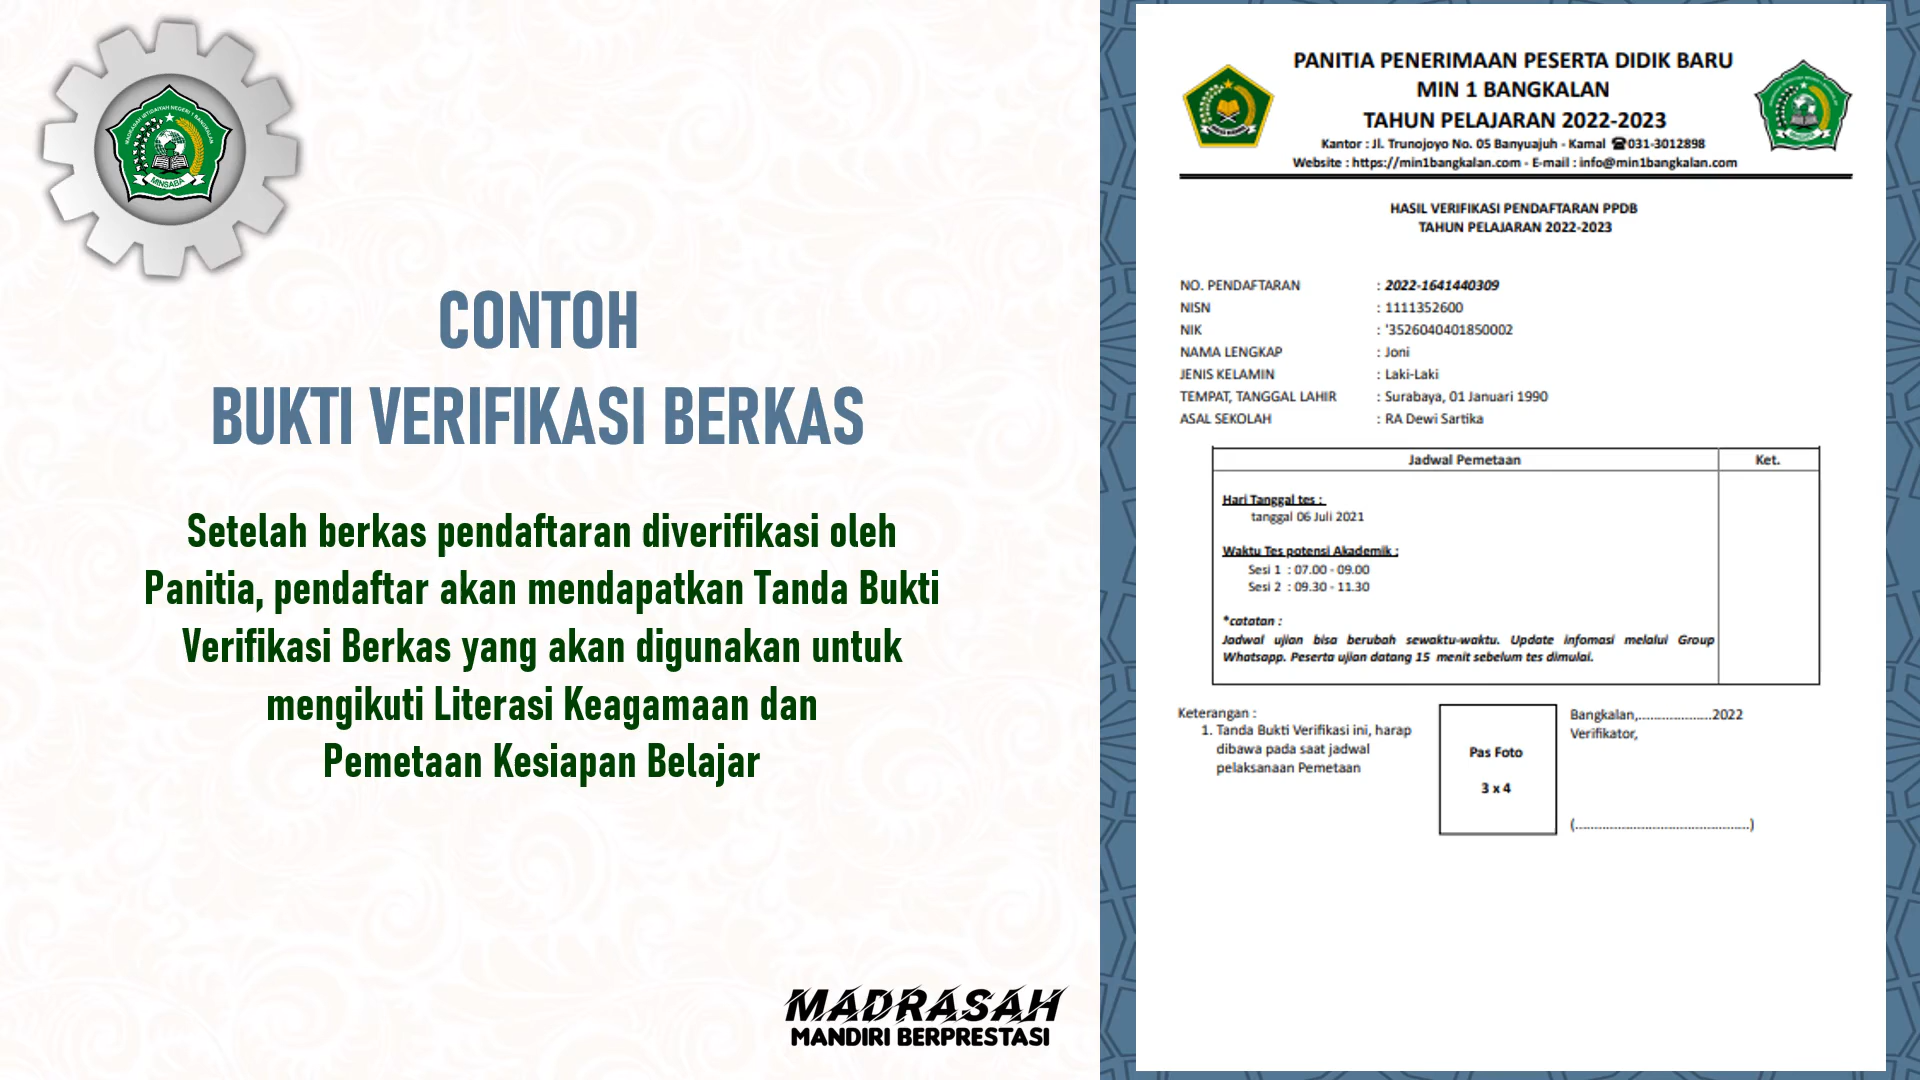 MADRASAH IBTIDAIYAH NEGERI 1 BANGKALAN
MINSABA
CONTOH
BUKTI VERIFIKASI BERKAS
Setelah berkas pendaftaran diverifikasi oleh
Panitia, pendaftar akan mendapatkan Tanda Bukti
Verifikasi Berkas yang akan digunakan untuk
mengikuti Literasi Keagamaan dan
Pemetaan Kesiapan Belajar
MADRASAH
MANDIRI BERPRESTASI
PANITIA PENERIMAAN PESERTA DIDIK BARU
MIN 1 BANGKALAN
TAHUN PELAJARAN 2022-2023
Kantor : Jl. Trunojoyo No. 05 Banyuajuh - Kamal ☎031-3012898
Website : https://min1bangkalan.com - E-mail : info@min1bangkalan.com
HASIL VERIFIKASI PENDAFTARAN PPDB
TAHUN PELAJARAN 2022-2023
NO. PENDAFTARAN : 2022-1641440309
NISN : 1111352600
NIK : '3526040401850002
NAMA LENGKAP : Joni
JENIS KELAMIN : Laki-Laki
TEMPAT, TANGGAL LAHIR : Surabaya, 01 Januari 1990
ASAL SEKOLAH : RA Dewi Sartika
Jadwal Pemetaan Ket.
Hari Tanggal tes :
tanggal 06 Juli 2021
Waktu Tes potensi Akademik :
Sesi 1 : 07.00 - 09.00
Sesi 2 : 09.30 - 11.30
*catatan :
Jadwal ujian bisa berubah sewaktu-waktu. Update infomasi melalui Group
Whatsapp. Peserta ujian datang 15 menit sebelum tes dimulai.
Keterangan :
1. Tanda Bukti Verifikasi ini, harap
dibawa pada saat jadwal
pelaksanaan Pemetaan
Pas Foto
3 x 4
Bangkalan,.....................2022
Verifikator,
(..................................................)